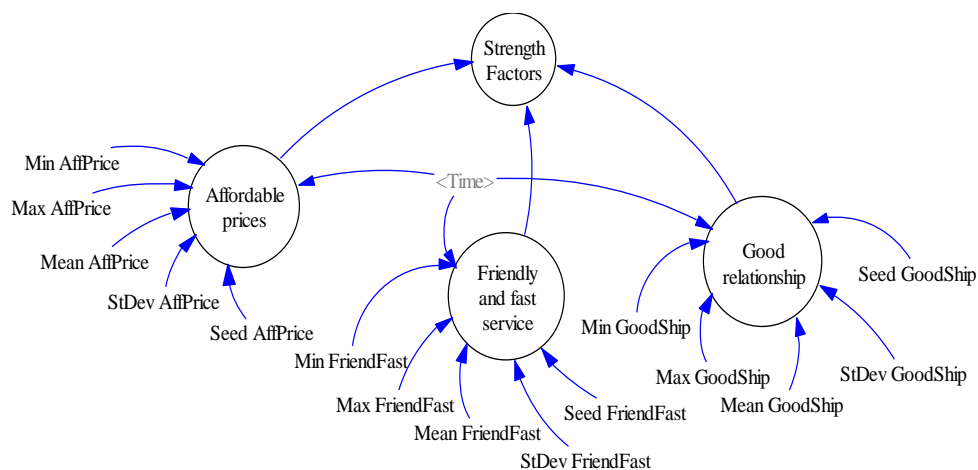 Strength
Factors
Min AffPrice
Max AffPrice
Mean AffPrice
StDev AffPrice
Seed AffPrice
Affordable
prices
<Time>
Friendly
and fast
service
Min FriendFast
Max FriendFast
Mean FriendFast
StDev FriendFast
Seed FriendFast
Good
relationship
Min GoodShip
Max GoodShip
Mean GoodShip
StDev GoodShip
Seed GoodShip